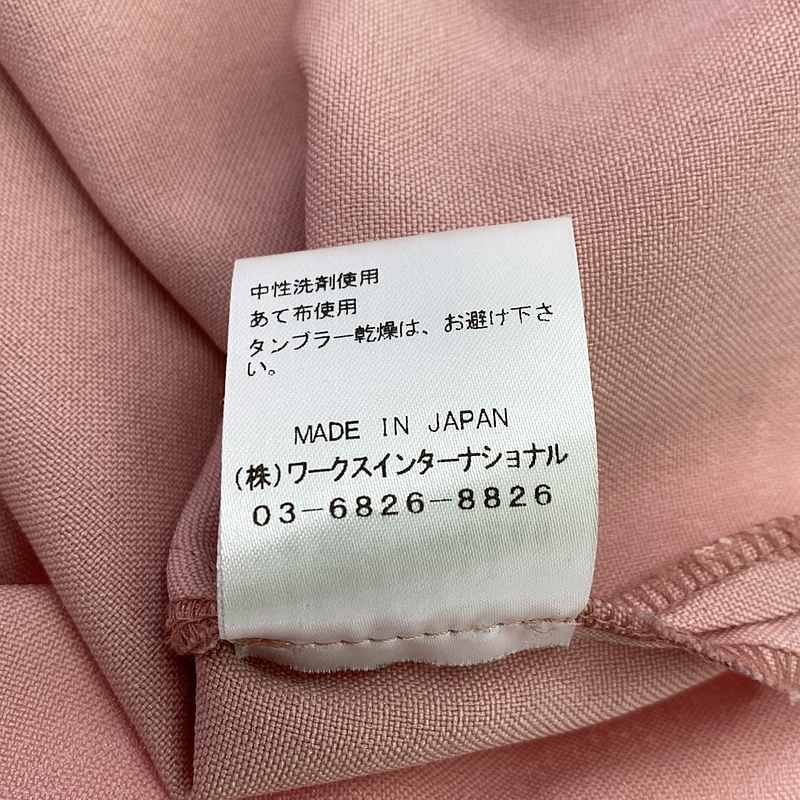 中性洗剤使用
あて布使用
タンブラー乾燥は、お避け下さ
い。
MADE IN JAPAN
(株)ワークスインターナショナル
03-6826-8826